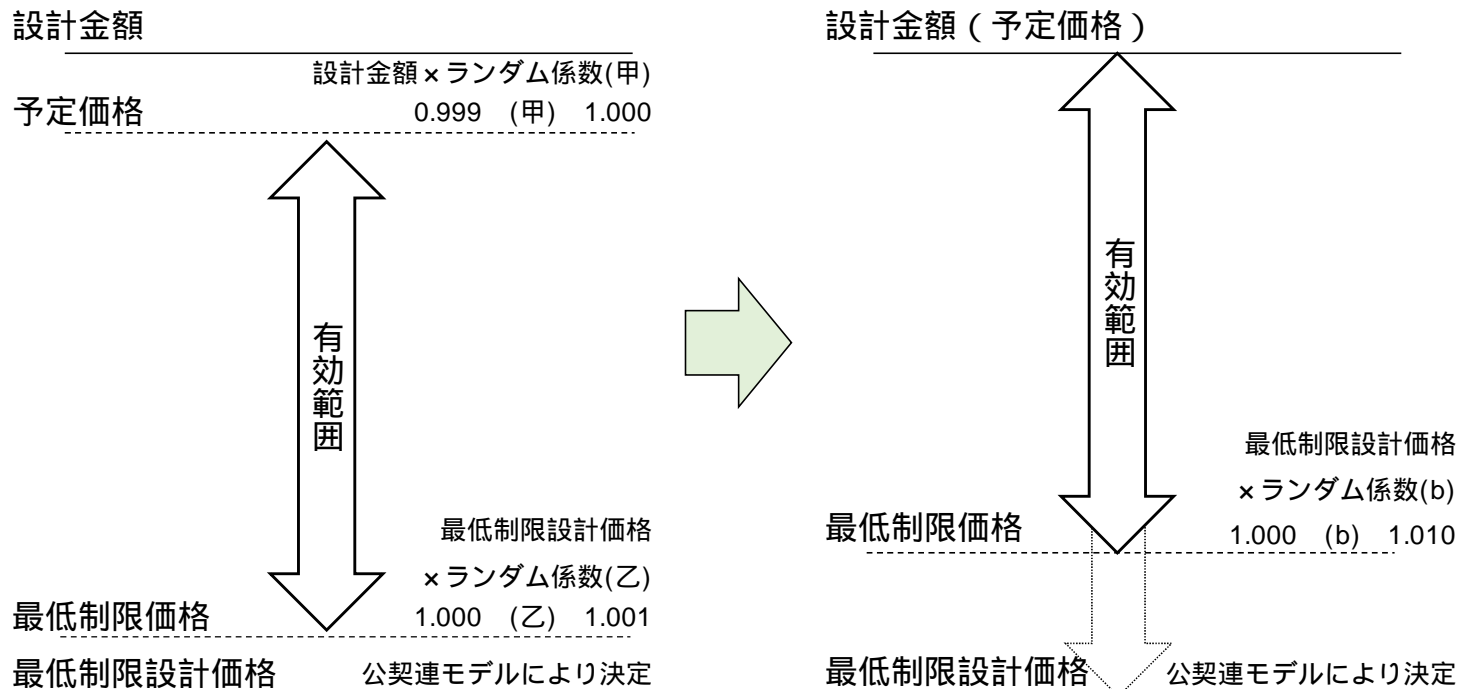 設計金額
設計金額×ランダム係数(甲)
予定価格
0.999 (甲) 1.000
有効範囲
最低制限設計価格
×ランダム係数(乙)
最低制限価格
1.000 (乙) 1.001
最低制限設計価格
公契連モデルにより決定
設計金額(予定価格)
有効範囲
最低制限設計価格
×ランダム係数(b)
最低制限価格
1.000 (b) 1.010
最低制限設計価格
公契連モデルにより決定